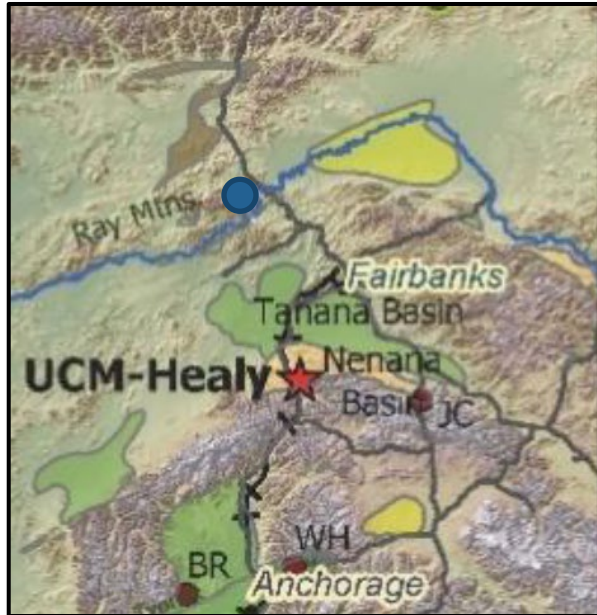 Ray Mtns
Fairbanks
Tanana Basin
UCM-Healy
Nenana
Basin
JC
WH
BR
Anchorage